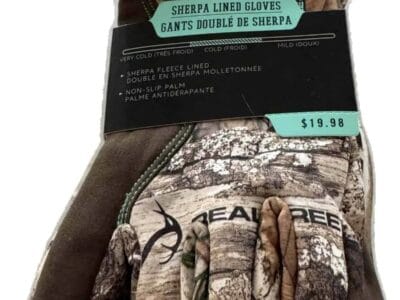 SHERPA LINED GLOVES
GANTS DOUBLÉ DE SHERPA
VERY COLD (TRÈS FROID) COLD (FROID) MILD (DOUX)
• SHERPA FLEECE LINED
DOUBLE EN SHERPA MOLLETONNÉE
• NON-SLIP PALM
PALME ANTIDÉRAPANTE
$19.98
REALTREE